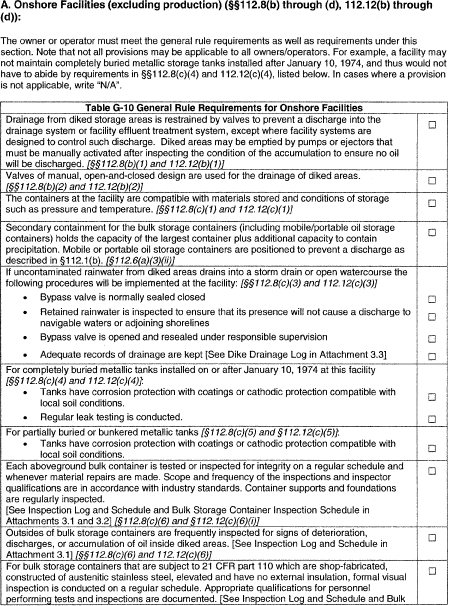 A. Onshore Facilities (excluding production) (§§112.8(b) through (d), 112.12(b) through
(d)):
The owner or operator must meet the general rule requirements as well as requirements under this
section. Note that not all provisions may be applicable to all owners/operators. For example, a facility may
not maintain completely buried metallic storage tanks installed after January 10, 1974, and thus would not
have to abide by requirements in §§112.8(c)(4) and 112.12(c)(4), listed below. In cases where a provision
is not applicable, write "N/A".
Table G-10 General Rule Requirements for Onshore Facilities
Drainage from diked storage areas is restrained by valves to prevent a discharge into the
drainage system or facility effluent treatment system, except where facility systems are
designed to control such discharge. Diked areas may be emptied by pumps or ejectors that
must be manually activated after inspecting the condition of the accumulation to ensure no oil
will be discharged. [§§112.8(b)(1) and 112.12(b)(1)]
Valves of manual, open-and-closed design are used for the drainage of diked areas.
[§§112.8(b)(2) and 112.12(b)(2)]
The containers at the facility are compatible with materials stored and conditions of storage
such as pressure and temperature. [§§112.8(c)(1) and 112.12(c)(1)]
Secondary containment for the bulk storage containers (including mobile/portable oil storage
containers) holds the capacity of the largest container plus additional capacity to contain
precipitation. Mobile or portable oil storage containers are positioned to prevent a discharge as
described in §112.1(b). [§112.6(a)(3)(ii)]
If uncontaminated rainwater from diked areas drains into a storm drain or open watercourse the
following procedures will be implemented at the facility: [§§112.8(c)(3) and 112.12(c)(3)]
• Bypass valve is normally sealed closed
• Retained rainwater is inspected to ensure that its presence will not cause a discharge to
navigable waters or adjoining shorelines
• Bypass valve is opened and resealed under responsible supervision
• Adequate records of drainage are kept [See Dike Drainage Log in Attachment 3.3]
For completely buried metallic tanks installed on or after January 10, 1974 at this facility
[§§112.8(c)(4) and 112.12(c)(4)]:
• Tanks have corrosion protection with coatings or cathodic protection compatible with
local soil conditions.
• Regular leak testing is conducted.
For partially buried or bunkered metallic tanks [§112.8(c)(5) and §112.12(c)(5)]:
• Tanks have corrosion protection with coatings or cathodic protection compatible with
local soil conditions.
Each aboveground bulk container is tested or inspected for integrity on a regular schedule and
whenever material repairs are made. Scope and frequency of the inspections and inspector
qualifications are in accordance with industry standards. Container supports and foundations
are regularly inspected.
[See Inspection Log and Schedule and Bulk Storage Container Inspection Schedule in
Attachments 3.1 and 3.2] [§112.8(c)(6) and §112.12(c)(6)(i)]
Outsides of bulk storage containers are frequently inspected for signs of deterioration,
discharges, or accumulation of oil inside diked areas. [See Inspection Log and Schedule in
Attachment 3.1] [§§112.8(c)(6) and 112.12(c)(6)]
For bulk storage containers that are subject to 21 CFR part 110 which are shop-fabricated,
constructed of austenitic stainless steel, elevated and have no external insulation, formal visual
inspection is conducted on a regular schedule. Appropriate qualifications for personnel
performing tests and inspections are documented. [See Inspection Log and Schedule and Bulk